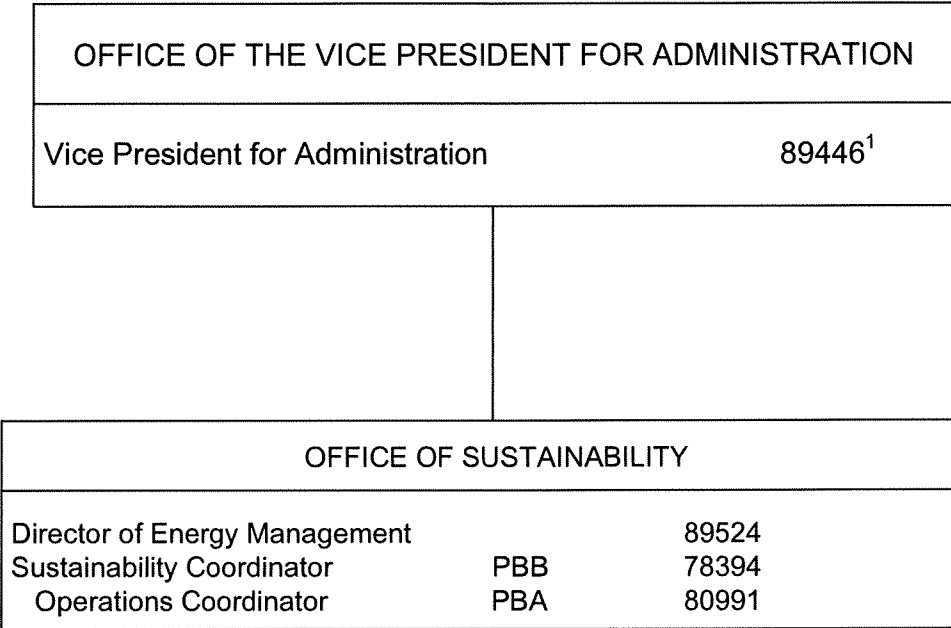 OFFICE OF THE VICE PRESIDENT FOR ADMINISTRATION
Vice President for Administration 89446¹
OFFICE OF SUSTAINABILITY
Director of Energy Management 89524
Sustainability Coordinator PBB 78394
Operations Coordinator PBA 80991